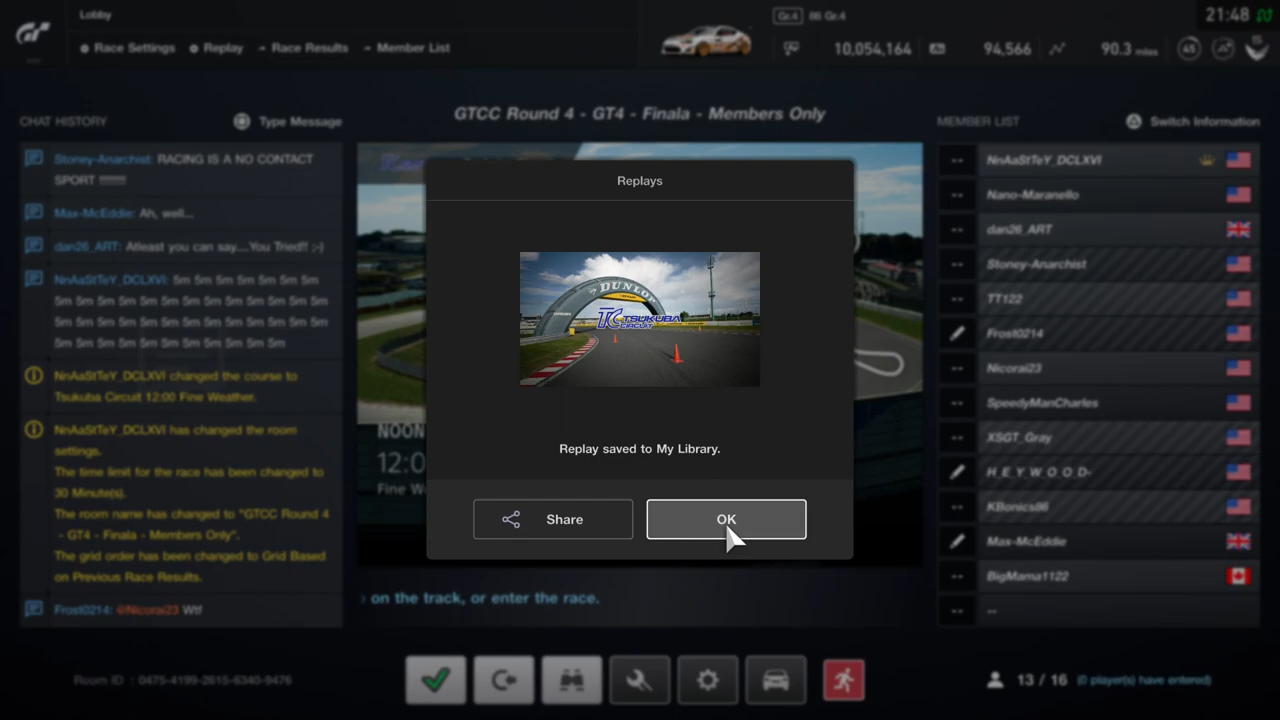 Lobby
Gr.4 86 Gr.4
21:48
Race Settings Replay Race Results Member List
10,054,164 94,566 90.3 miles 45
GTCC Round 4 - GT4 - Finala - Members Only
CHAT HISTORY Type Message
MEMBER LIST Switch Information
Stoney-Anarchist: RACING IS A NO CONTACT
SPORT !!!!!!!!!
Max-McEddie: Ah, well...
dan26_ART: Atleast you can say....You Tried!! ;-)
NnAaStTeY_DCLXVI: 5m 5m 5m 5m 5m 5m
5m 5m 5m 5m 5m 5m 5m 5m 5m 5m 5m
5m 5m 5m 5m 5m 5m 5m 5m 5m 5m 5m
5m 5m 5m 5m 5m 5m 5m 5m 5m
NnAaStTeY_DCLXVI changed the course to
Tsukuba Circuit 12:00 Fine Weather.
NnAaStTeY_DCLXVI has changed the room
settings.
The time limit for the race has been changed to
30 Minute(s).
The room name has changed to "GTCC Round 4
- GT4 - Finala - Members Only".
The grid order has been changed to Grid Based
on Previous Race Results.
Frost0214: @Nicorai23 Wtf
Replays
DUNLOP
TC TSUKUBA
CIRCUIT
Replay saved to My Library.
Share
OK
NOON
12:0
Fine W
on the track, or enter the race.
-- NnAaStTeY_DCLXVI
-- Nano-Maranello
-- dan26_ART
-- Stoney-Anarchist
-- TT122
Frost0214
-- Nicorai23
-- SpeedyManCharles
-- XSGT_Gray
H_E_Y_W_O_O_D-
-- KBonics86
Max-McEddie
-- BigMama1122
-- --
Room ID : 0475-4199-2615-6340-9476
13 / 16 (0 player(s) have entered)